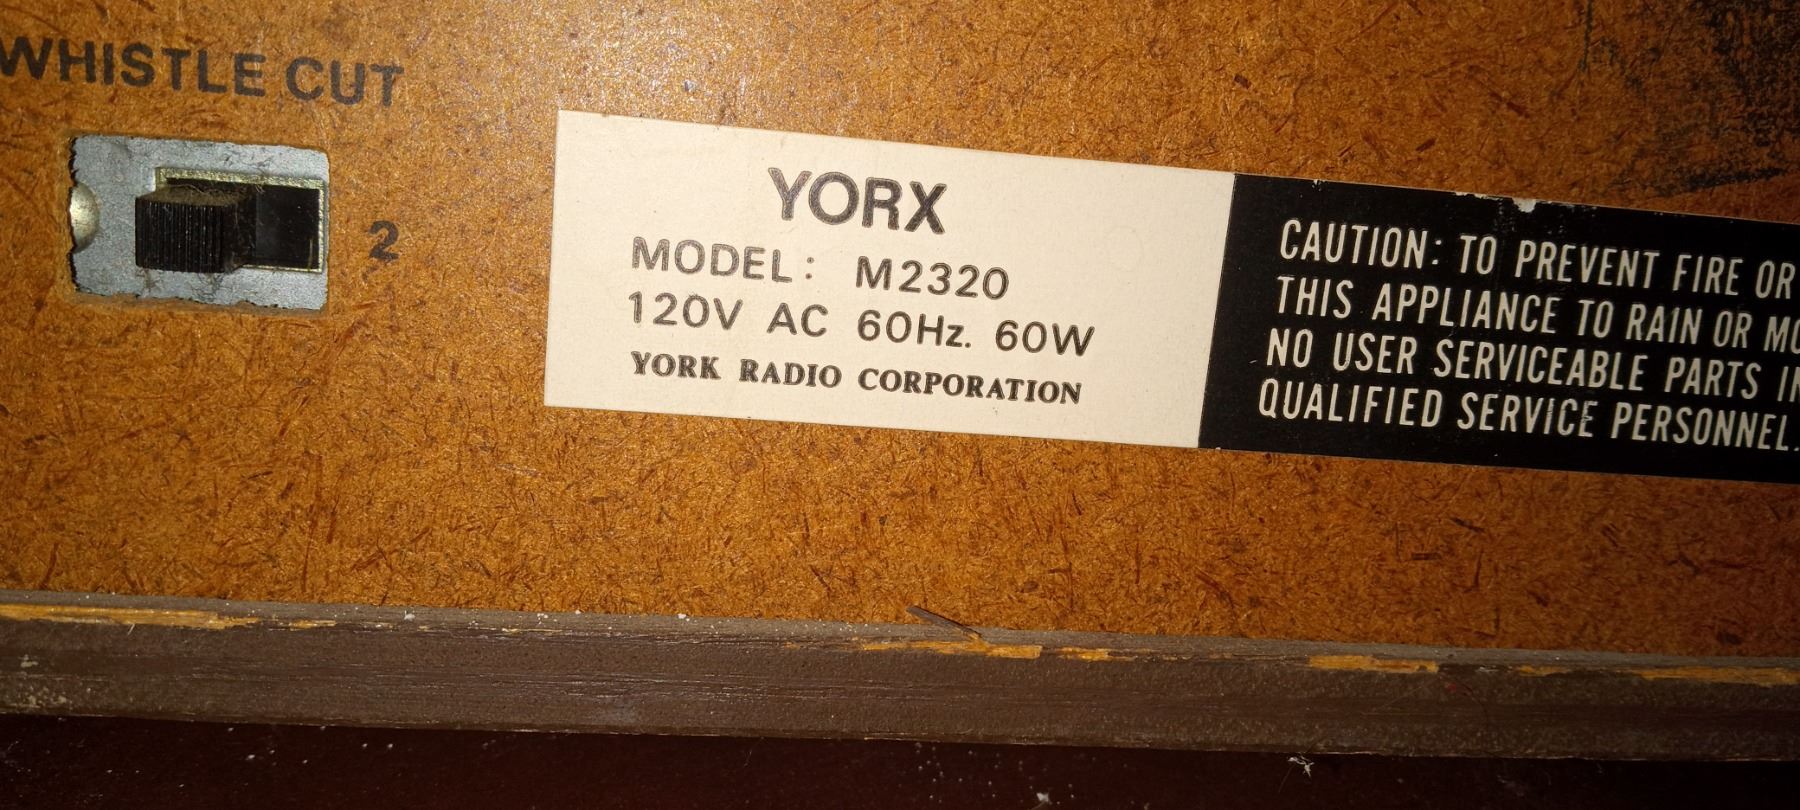 WHISTLE CUT
2
YORX
MODEL: M2320
120V AC 60Hz. 60W
YORK RADIO CORPORATION
CAUTION: TO PREVENT FIRE OR
THIS APPLIANCE TO RAIN OR
NO USER SERVICEABLE PARTS
QUALIFIED SERVICE PERSONNEL.